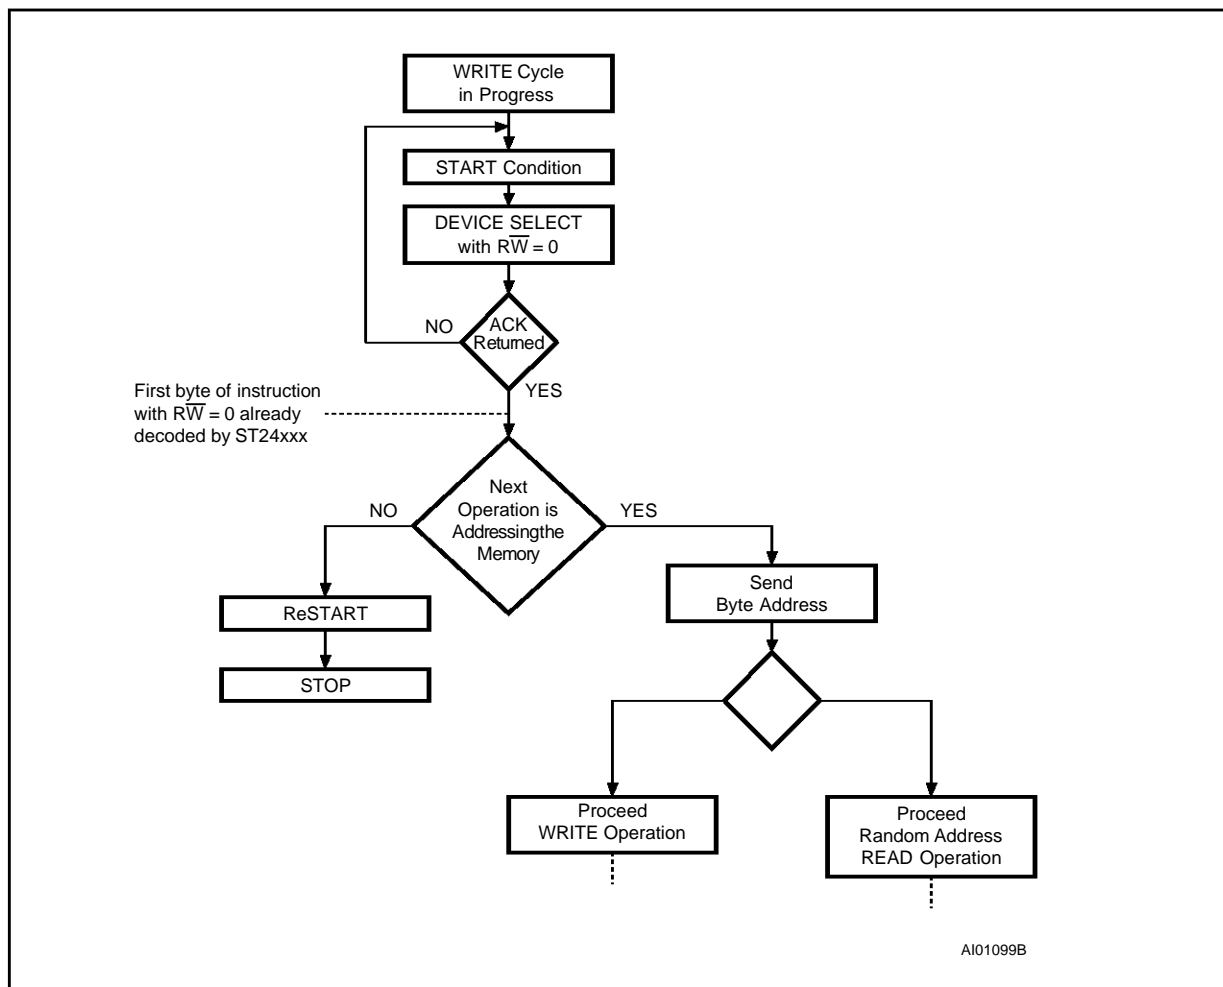 WRITE Cycle
in Progress
START Condition
DEVICE SELECT
with RW̅ = 0
ACK
Returned
NO
YES
First byte of instruction
with RW̅ = 0 already
decoded by ST24xxx
Next
Operation is
Addressingthe
Memory
NO
YES
Send
Byte Address
ReSTART
STOP
Proceed
WRITE Operation
Proceed
Random Address
READ Operation
AI01099B